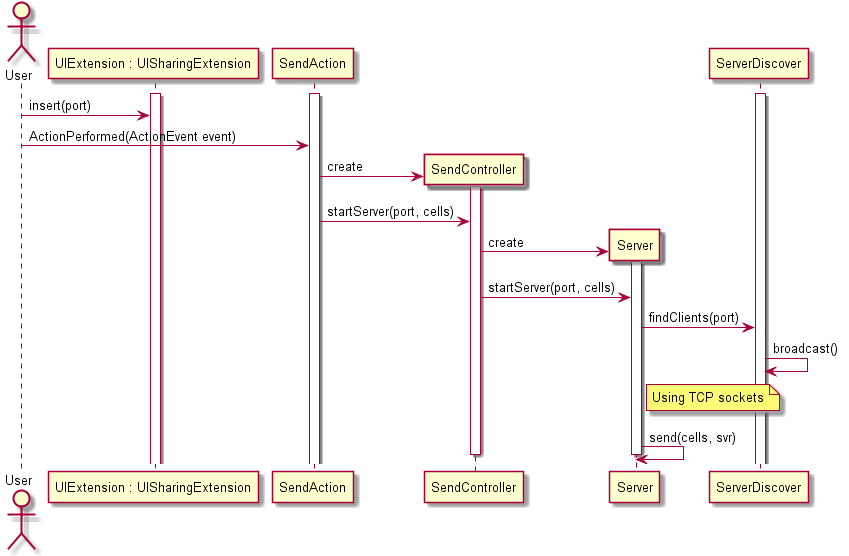 User
UIExtension : UISharingExtension
SendAction
ServerDiscover
insert(port)
ActionPerformed(ActionEvent event)
create
SendController
startServer(port, cells)
create
Server
startServer(port, cells)
findClients(port)
broadcast()
Using TCP sockets
send(cells, svr)
User
UIExtension : UISharingExtension
SendAction
SendController
Server
ServerDiscover